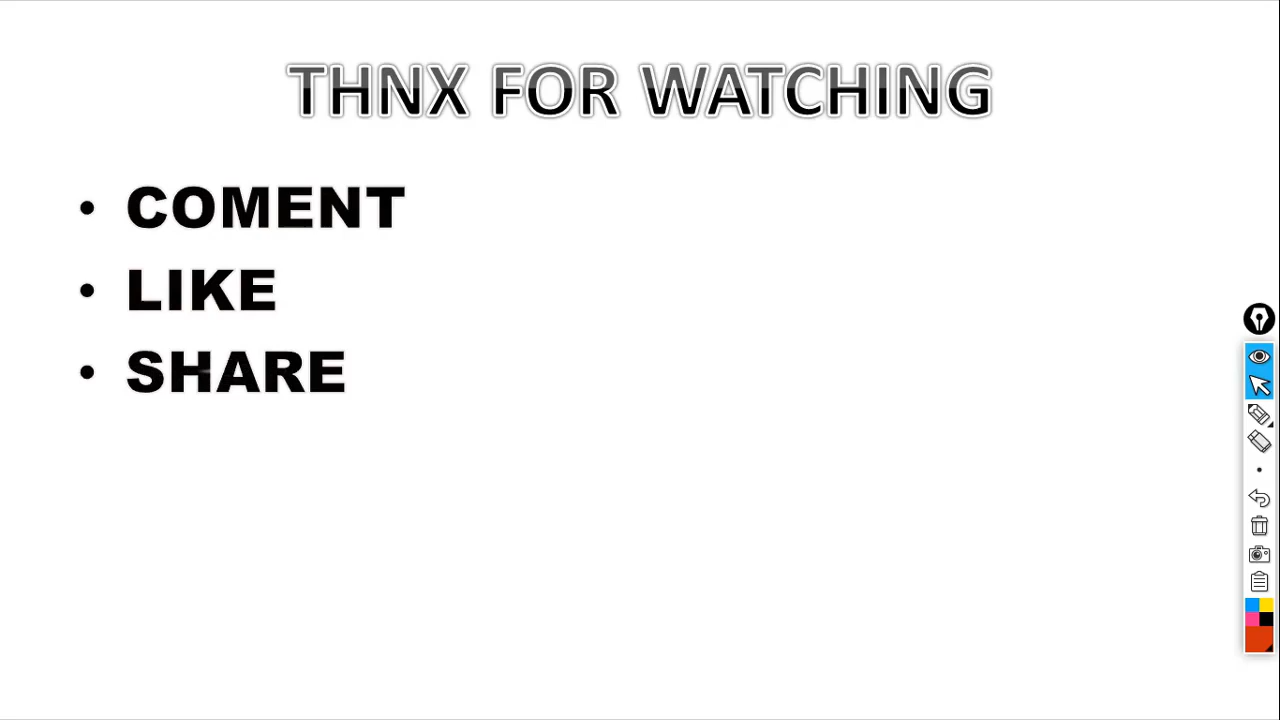 THNX FOR WATCHING
• COMENT
• LIKE
• SHARE